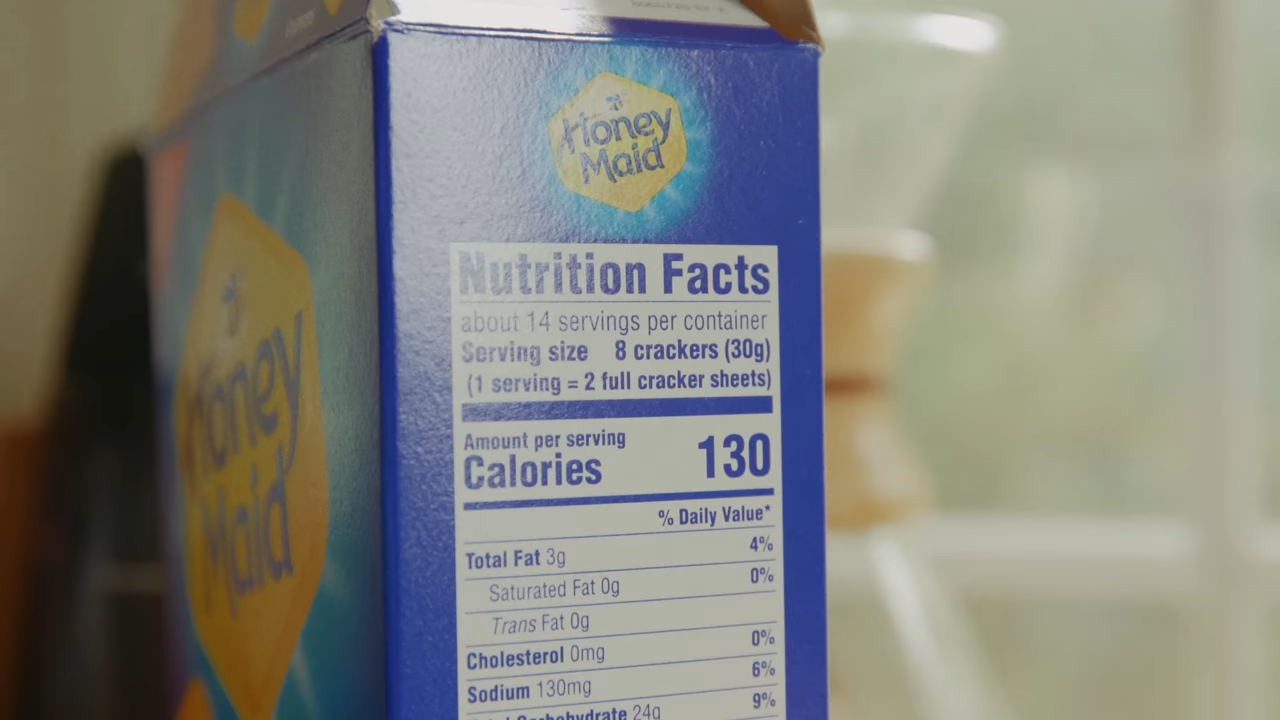 Honey
Maid
Honey
Maid
Nutrition Facts
about 14 servings per container
Serving size 8 crackers (30g)
(1 serving = 2 full cracker sheets)
Amount per serving
Calories 130
% Daily Value*
Total Fat 3g 4%
Saturated Fat 0g 0%
Trans Fat 0g
Cholesterol 0mg 0%
Sodium 130mg 6%
Carbohydrate 24g 9%